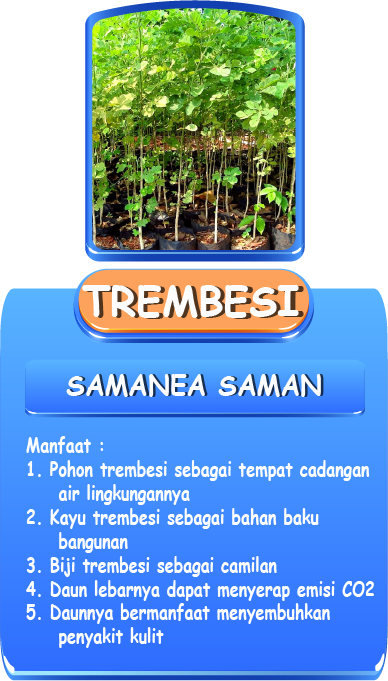 TREMBESI
SAMANEA SAMAN
Manfaat :
1. Pohon trembesi sebagai tempat cadangan
air lingkungannya
2. Kayu trembesi sebagai bahan baku
bangunan
3. Biji trembesi sebagai camilan
4. Daun lebarnya dapat menyerap emisi CO2
5. Daunnya bermanfaat menyembuhkan
penyakit kulit